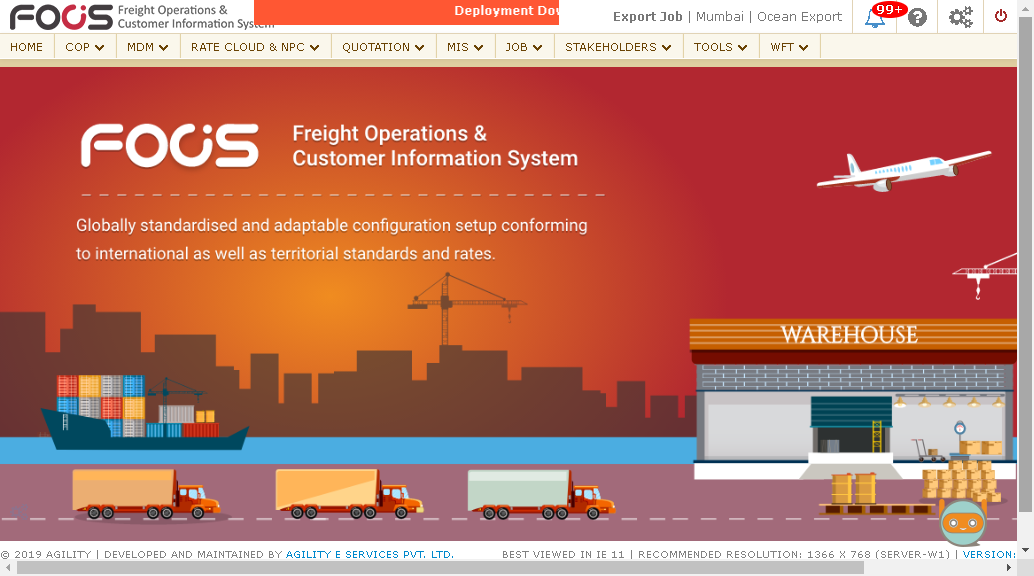 FOCUS Freight Operations & Customer Information System
Deployment Dow
Export Job | Mumbai | Ocean Export
99+
HOME COP MDM RATE CLOUD & NPC QUOTATION MIS JOB STAKEHOLDERS TOOLS WFT
FOCUS
Freight Operations &
Customer Information System
Globally standardised and adaptable configuration setup conforming
to international as well as territorial standards and rates.
WAREHOUSE
© 2019 AGILITY | DEVELOPED AND MAINTAINED BY AGILITY E SERVICES PVT. LTD. BEST VIEWED IN IE 11 | RECOMMENDED RESOLUTION: 1366 X 768 (SERVER-W1) | VERSION: